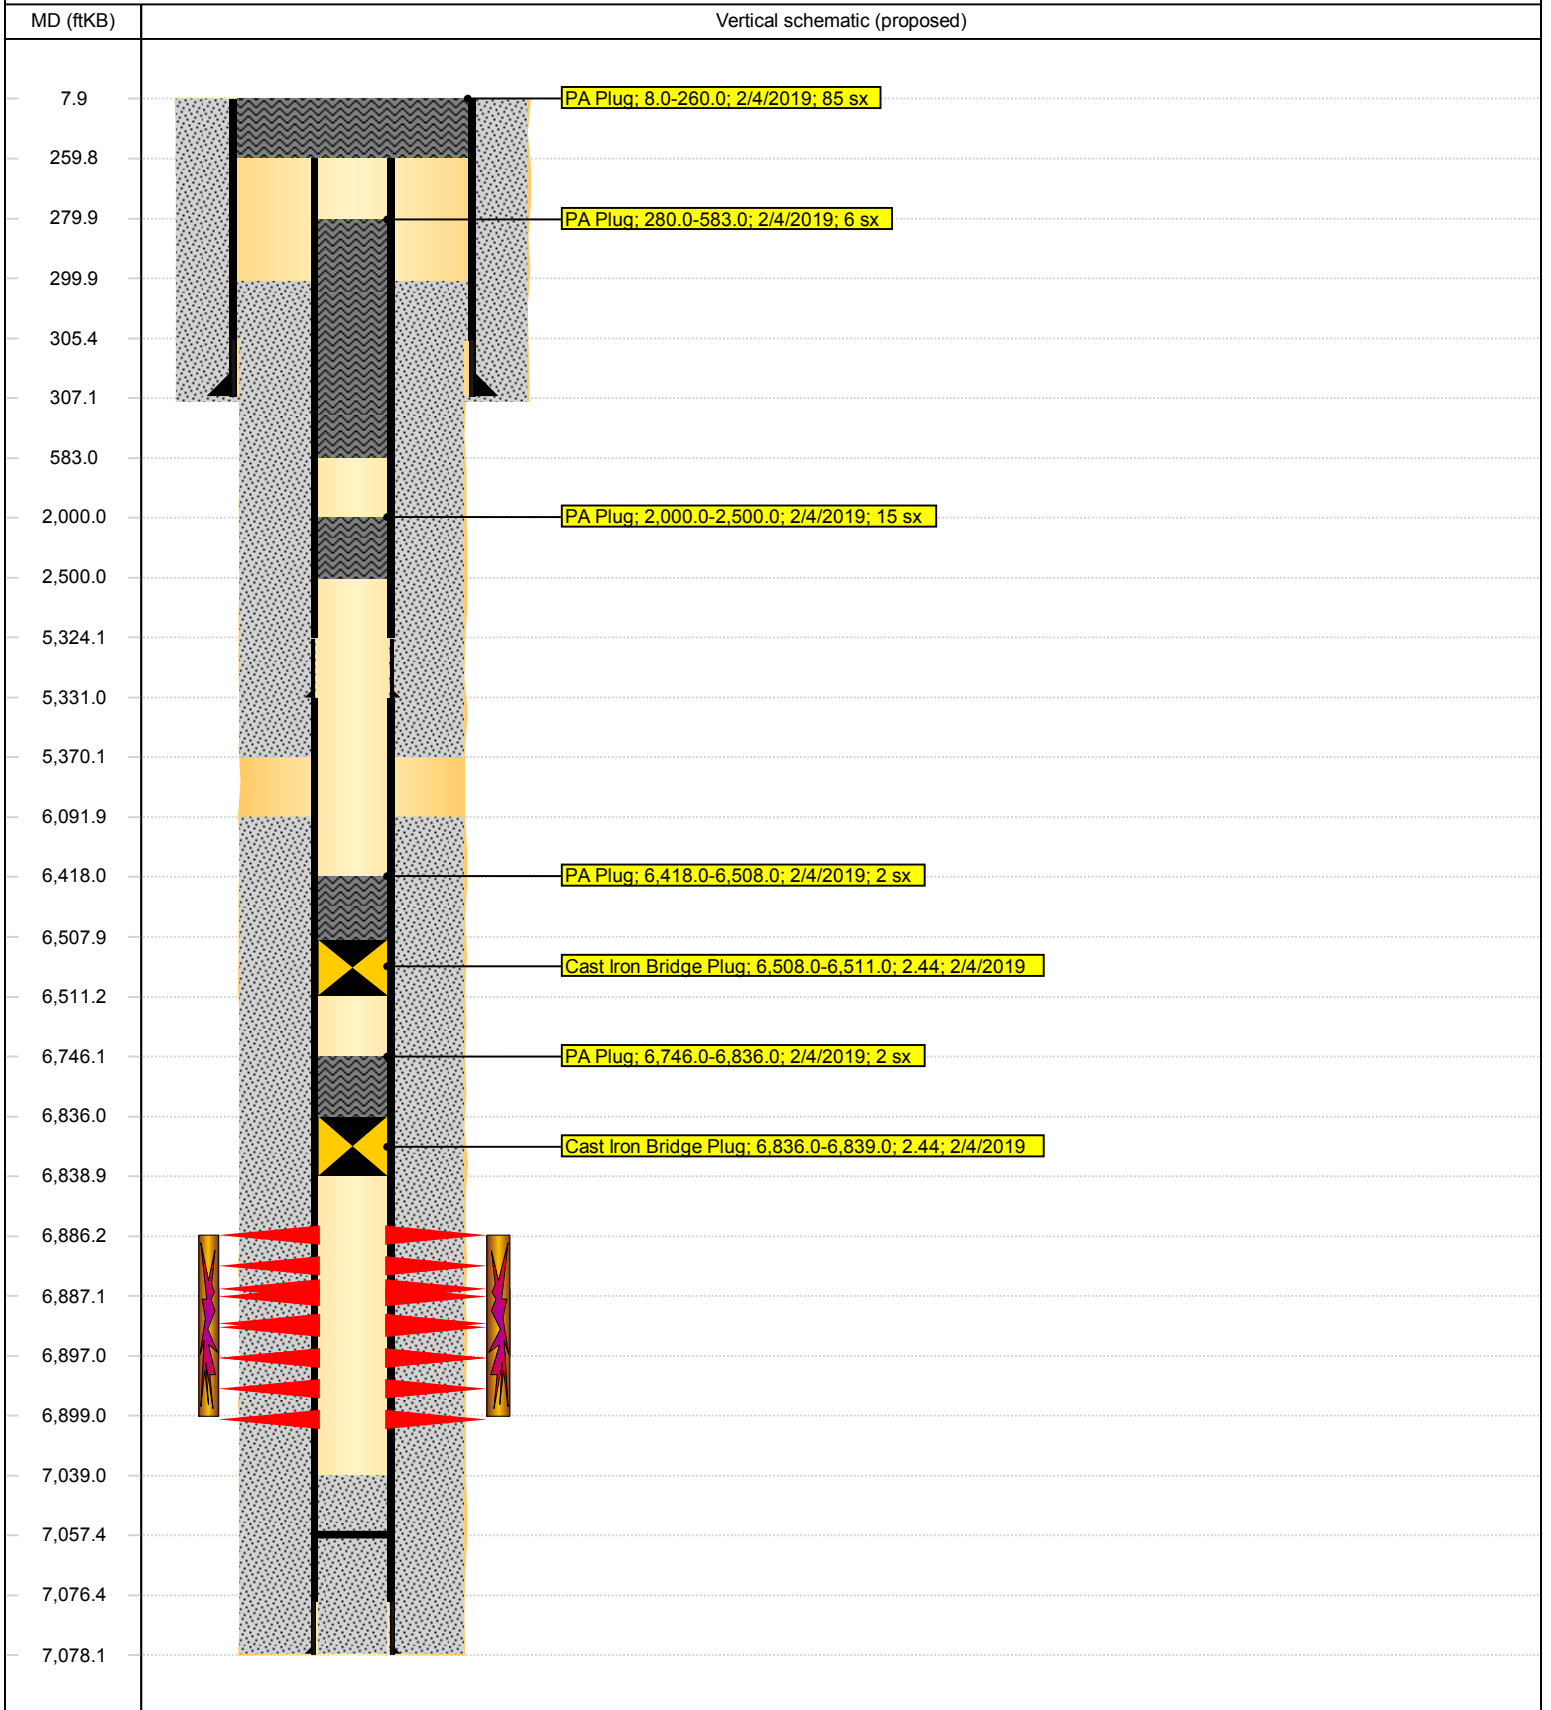 MD (ftKB) Vertical schematic (proposed)
7.9 PA Plug; 8.0-260.0; 2/4/2019; 85 sx
259.8
279.9 PA Plug; 280.0-583.0; 2/4/2019; 6 sx
299.9
305.4
307.1
583.0
2,000.0 PA Plug; 2,000.0-2,500.0; 2/4/2019; 15 sx
2,500.0
5,324.1
5,331.0
5,370.1
6,091.9
6,418.0 PA Plug; 6,418.0-6,508.0; 2/4/2019; 2 sx
6,507.9
Cast Iron Bridge Plug; 6,508.0-6,511.0; 2.44; 2/4/2019
6,511.2
6,746.1 PA Plug; 6,746.0-6,836.0; 2/4/2019; 2 sx
6,836.0
Cast Iron Bridge Plug; 6,836.0-6,839.0; 2.44; 2/4/2019
6,838.9
6,886.2
6,887.1
6,897.0
6,899.0
7,039.0
7,057.4
7,076.4
7,078.1